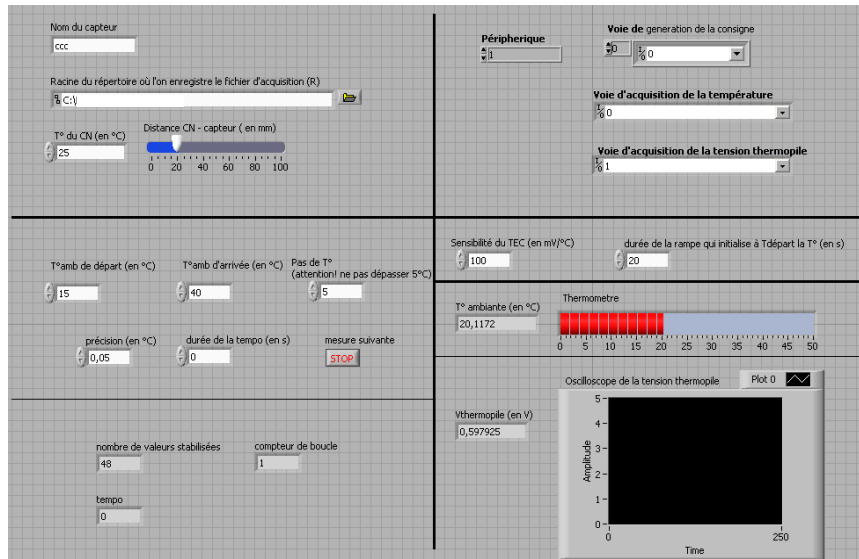 Nom du capteur
ccc
Racine du répertoire où l'on enregistre le fichier d'acquisition (R)
C:\
T° du CN (en °C)
25
Distance CN - capteur ( en mm)
0 20 40 60 80 100
Péripherique
1
Voie de generation de la consigne
0
I/O 0
Voie d'acquisition de la température
I/O 0
Voie d'acquisition de la tension thermopile
I/O 1
T°amb de départ (en °C)
15
T°amb d'arrivée (en °C)
40
Pas de T°
(attention! ne pas dépasser 5°C)
5
précision (en °C)
0,05
durée de la tempo (en s)
0
mesure suivante
STOP
Sensibilité du TEC (en mV/°C)
100
durée de la rampe qui initialise à Tdépart la T° (en s)
20
T° ambiante (en °C)
20,1172
Thermometre
0 5 10 15 20 25 30 35 40 45 50
nombre de valeurs stabilisées
48
compteur de boucle
1
tempo
0
Vthermopile (en V)
0,597925
Oscilloscope de la tension thermopile
Plot 0
Amplitude
5
4
3
2
1
0
0 250
Time